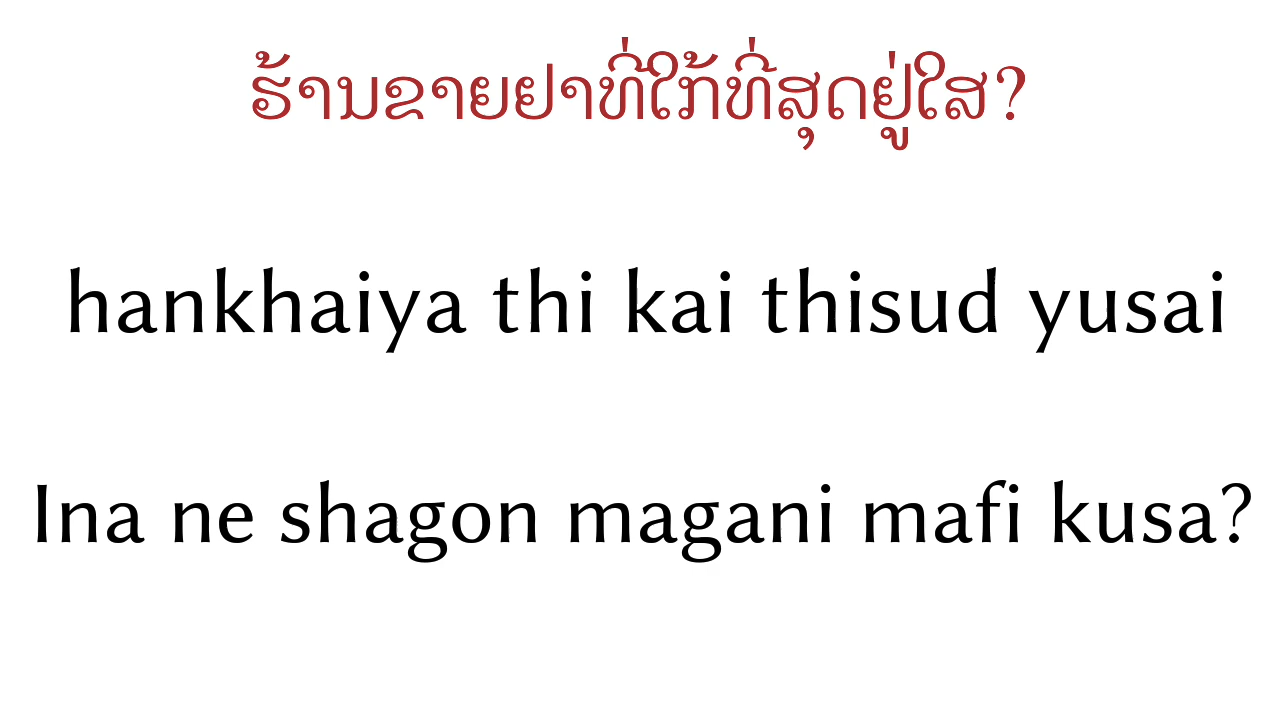 ຮ້ານຂາຍຢາທີ່ໃກ້ທີ່ສຸດຢູ່ໃສ?
hankhaiya thi kai thisud yusai
Ina ne shagon magani mafi kusa?